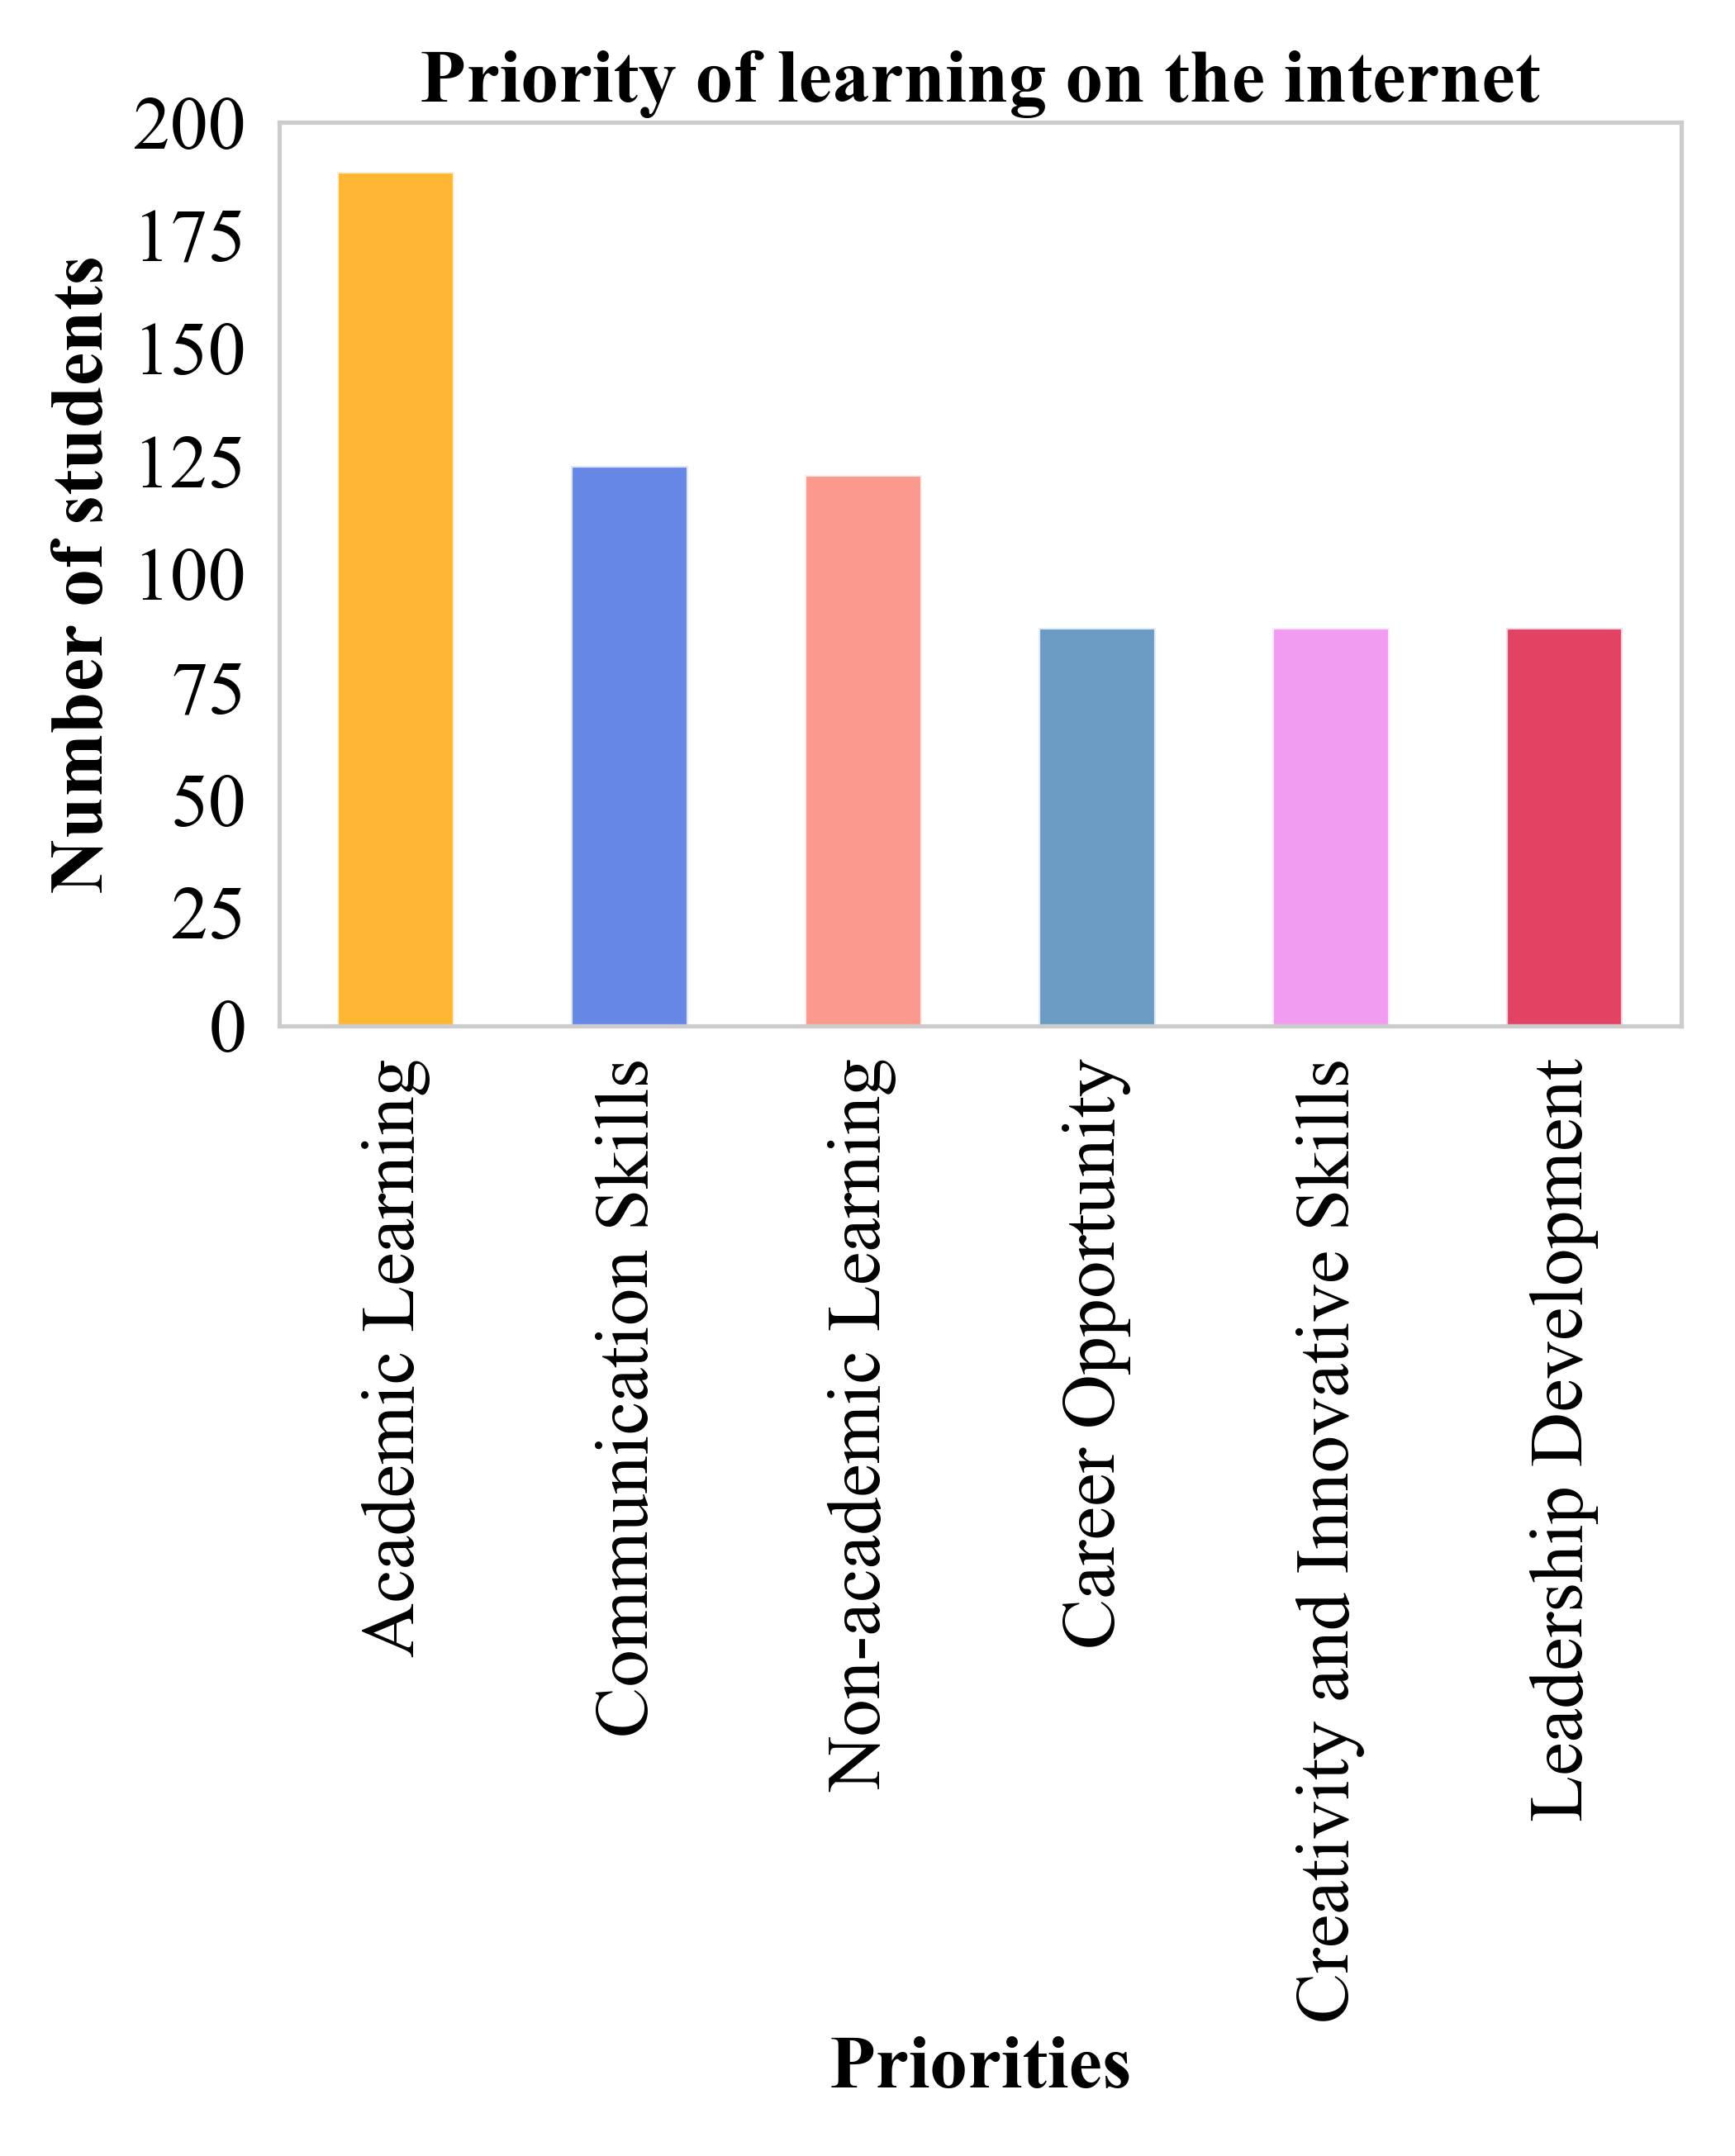 Priority of learning on the internet
Number of students
200
175
150
125
100
75
50
25
0
Academic Learning
Communication Skills
Non-academic Learning
Career Opportunity
Creativity and Innovative Skills
Leadership Development
Priorities